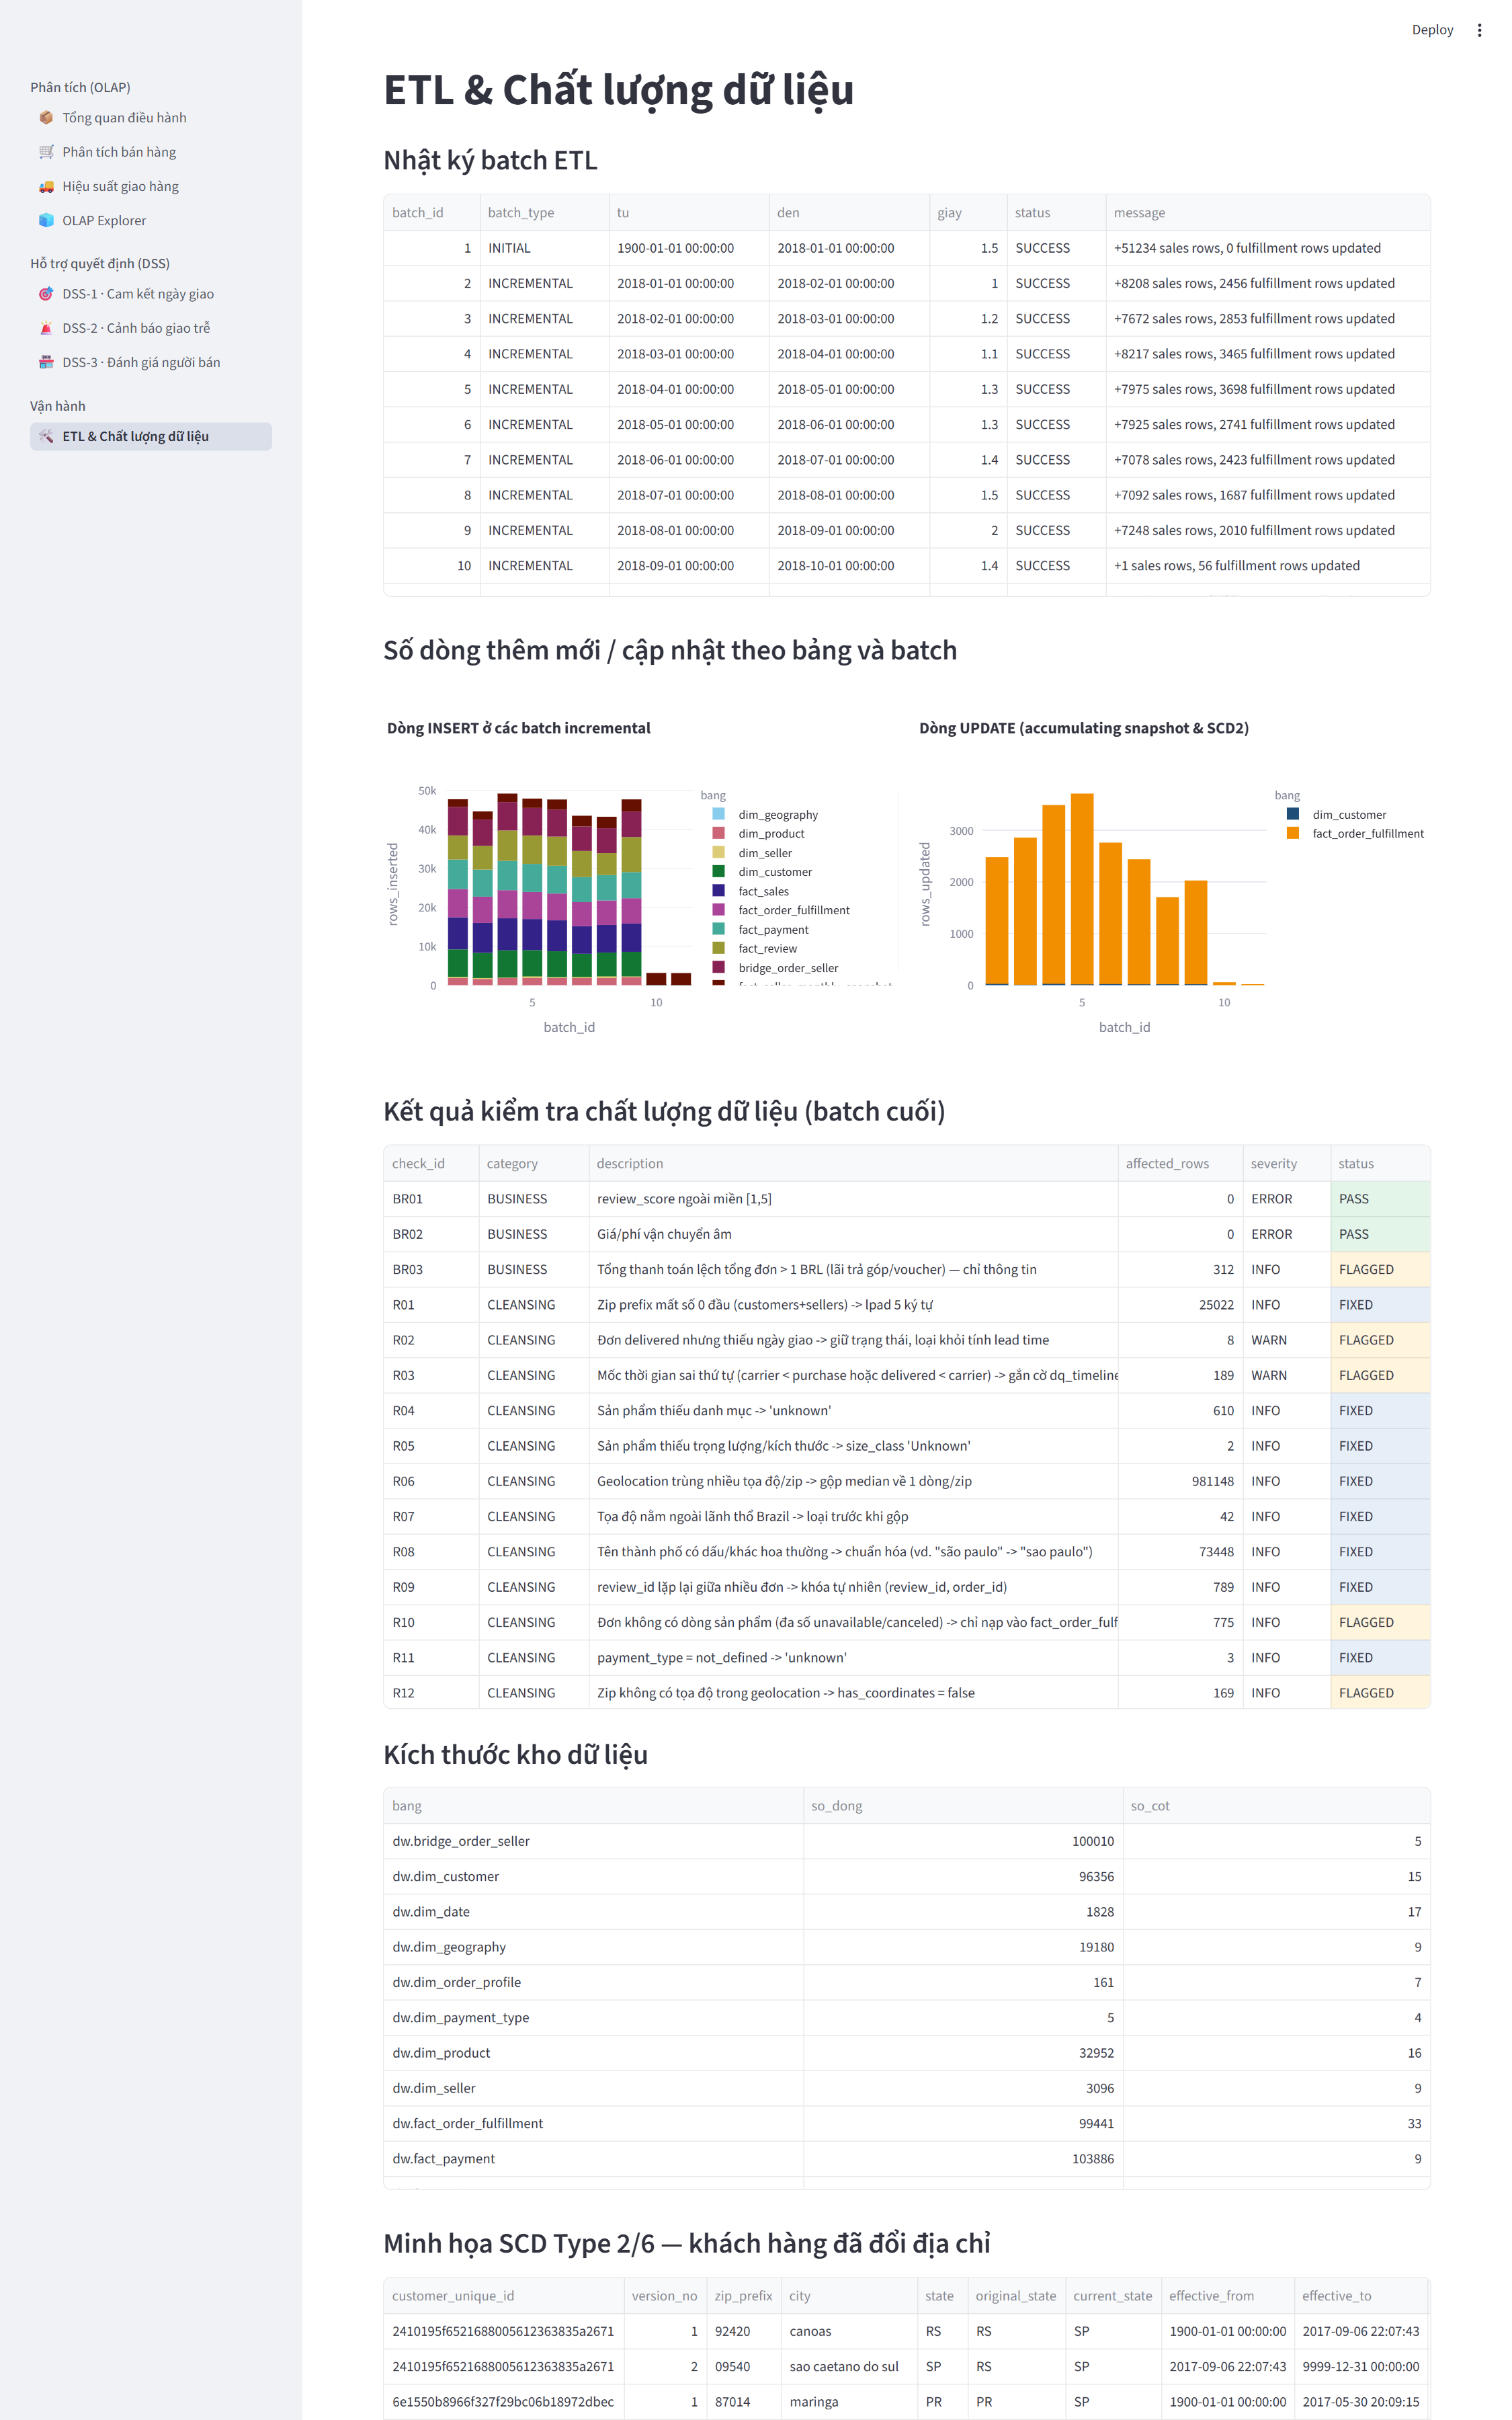 Deploy
Phân tích (OLAP)
Tổng quan điều hành
Phân tích bán hàng
Hiệu suất giao hàng
OLAP Explorer
Hỗ trợ quyết định (DSS)
DSS-1 · Cam kết ngày giao
DSS-2 · Cảnh báo giao trễ
DSS-3 · Đánh giá người bán
Vận hành
ETL & Chất lượng dữ liệu
ETL & Chất lượng dữ liệu
Nhật ký batch ETL
batch_id batch_type tu den giay status message
1 INITIAL 1900-01-01 00:00:00 2018-01-01 00:00:00 1.5 SUCCESS +51234 sales rows, 0 fulfillment rows updated
2 INCREMENTAL 2018-01-01 00:00:00 2018-02-01 00:00:00 1 SUCCESS +8208 sales rows, 2456 fulfillment rows updated
3 INCREMENTAL 2018-02-01 00:00:00 2018-03-01 00:00:00 1.2 SUCCESS +7672 sales rows, 2853 fulfillment rows updated
4 INCREMENTAL 2018-03-01 00:00:00 2018-04-01 00:00:00 1.1 SUCCESS +8217 sales rows, 3465 fulfillment rows updated
5 INCREMENTAL 2018-04-01 00:00:00 2018-05-01 00:00:00 1.3 SUCCESS +7975 sales rows, 3698 fulfillment rows updated
6 INCREMENTAL 2018-05-01 00:00:00 2018-06-01 00:00:00 1.3 SUCCESS +7925 sales rows, 2741 fulfillment rows updated
7 INCREMENTAL 2018-06-01 00:00:00 2018-07-01 00:00:00 1.4 SUCCESS +7078 sales rows, 2423 fulfillment rows updated
8 INCREMENTAL 2018-07-01 00:00:00 2018-08-01 00:00:00 1.5 SUCCESS +7092 sales rows, 1687 fulfillment rows updated
9 INCREMENTAL 2018-08-01 00:00:00 2018-09-01 00:00:00 2 SUCCESS +7248 sales rows, 2010 fulfillment rows updated
10 INCREMENTAL 2018-09-01 00:00:00 2018-10-01 00:00:00 1.4 SUCCESS +1 sales rows, 56 fulfillment rows updated
Số dòng thêm mới / cập nhật theo bảng và batch
Dòng INSERT ở các batch incremental
50k
40k
30k
20k
10k
0
rows_inserted
5 10
batch_id
bang
dim_geography
dim_product
dim_seller
dim_customer
fact_sales
fact_order_fulfillment
fact_payment
fact_review
bridge_order_seller
Dòng UPDATE (accumulating snapshot & SCD2)
3000
2000
1000
0
rows_updated
5 10
batch_id
bang
dim_customer
fact_order_fulfillment
Kết quả kiểm tra chất lượng dữ liệu (batch cuối)
check_id category description affected_rows severity status
BR01 BUSINESS review_score ngoài miền [1,5] 0 ERROR PASS
BR02 BUSINESS Giá/phí vận chuyển âm 0 ERROR PASS
BR03 BUSINESS Tổng thanh toán lệch tổng đơn > 1 BRL (lãi trả góp/voucher) — chỉ thông tin 312 INFO FLAGGED
R01 CLEANSING Zip prefix mất số 0 đầu (customers+sellers) -> lpad 5 ký tự 25022 INFO FIXED
R02 CLEANSING Đơn delivered nhưng thiếu ngày giao -> giữ trạng thái, loại khỏi tính lead time 8 WARN FLAGGED
R03 CLEANSING Mốc thời gian sai thứ tự (carrier < purchase hoặc delivered < carrier) -> gắn cờ dq_timeline 189 WARN FLAGGED
R04 CLEANSING Sản phẩm thiếu danh mục -> 'unknown' 610 INFO FIXED
R05 CLEANSING Sản phẩm thiếu trọng lượng/kích thước -> size_class 'Unknown' 2 INFO FIXED
R06 CLEANSING Geolocation trùng nhiều tọa độ/zip -> gộp median về 1 dòng/zip 981148 INFO FIXED
R07 CLEANSING Tọa độ nằm ngoài lãnh thổ Brazil -> loại trước khi gộp 42 INFO FIXED
R08 CLEANSING Tên thành phố có dấu/khác hoa thường -> chuẩn hóa (vd. "são paulo" -> "sao paulo") 73448 INFO FIXED
R09 CLEANSING review_id lặp lại giữa nhiều đơn -> khóa tự nhiên (review_id, order_id) 789 INFO FIXED
R10 CLEANSING Đơn không có dòng sản phẩm (đa số unavailable/canceled) -> chỉ nạp vào fact_order_fulf 775 INFO FLAGGED
R11 CLEANSING payment_type = not_defined -> 'unknown' 3 INFO FIXED
R12 CLEANSING Zip không có tọa độ trong geolocation -> has_coordinates = false 169 INFO FLAGGED
Kích thước kho dữ liệu
bang so_dong so_cot
dw.bridge_order_seller 100010 5
dw.dim_customer 96356 15
dw.dim_date 1828 17
dw.dim_geography 19180 9
dw.dim_order_profile 161 7
dw.dim_payment_type 5 4
dw.dim_product 32952 16
dw.dim_seller 3096 9
dw.fact_order_fulfillment 99441 33
dw.fact_payment 103886 9
Minh họa SCD Type 2/6 — khách hàng đã đổi địa chỉ
customer_unique_id version_no zip_prefix city state original_state current_state effective_from effective_to
2410195f6521688005612363835a2671 1 92420 canoas RS RS SP 1900-01-01 00:00:00 2017-09-06 22:07:43
2410195f6521688005612363835a2671 2 09540 sao caetano do sul SP RS SP 2017-09-06 22:07:43 9999-12-31 00:00:00
6e1550b8966f327f29bc06b18972dbec 1 87014 maringa PR PR SP 1900-01-01 00:00:00 2017-05-30 20:09:15